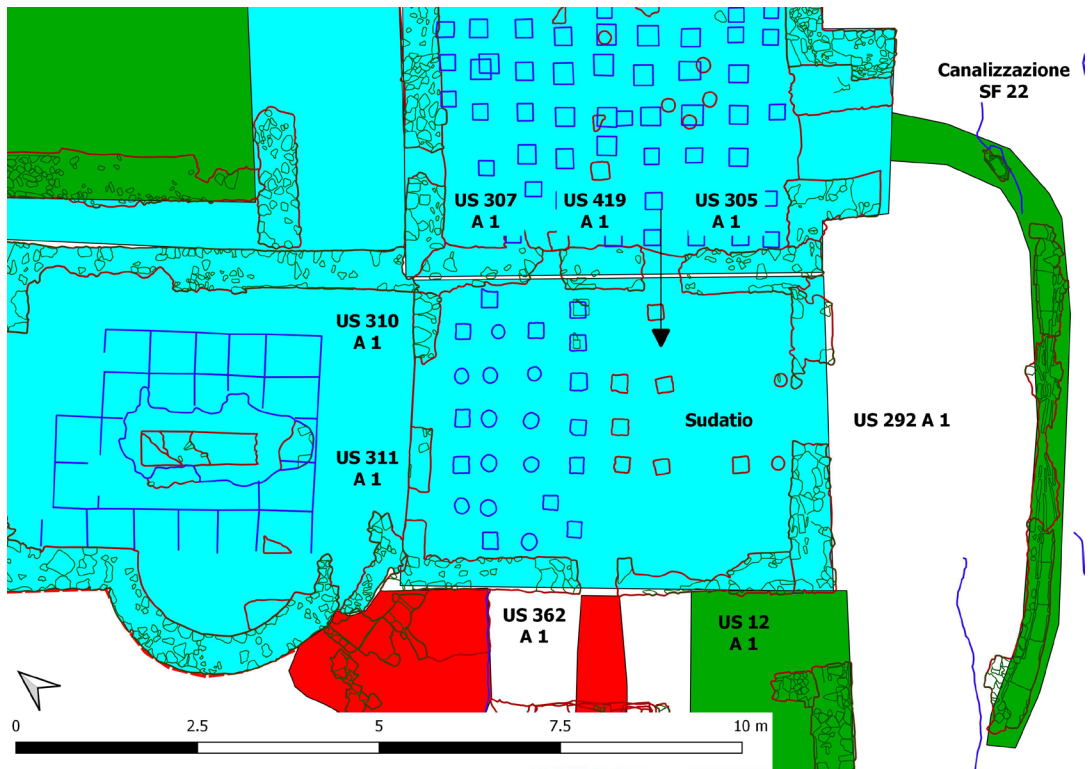 Canalizzazione
SF 22
US 307
A 1
US 419
A 1
US 305
A 1
US 310
A 1
Sudatio
US 292 A 1
US 311
A 1
US 362
A 1
US 12
A 1
0 2.5 5 7.5 10 m